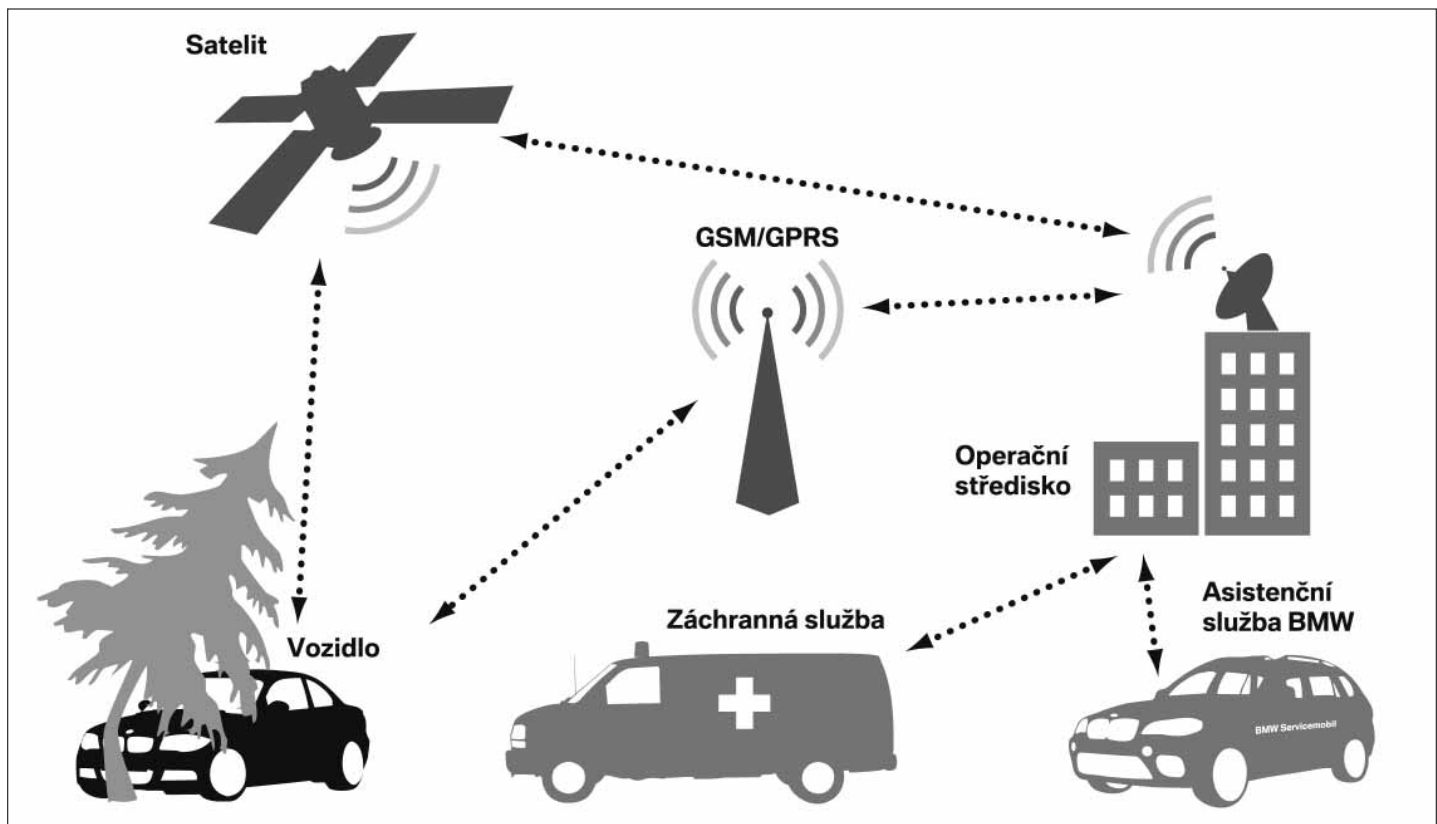 Satelit
GSM/GPRS
Operační
středisko
Asistenční
služba BMW
Záchranná služba
Vozidlo
BMW Servicemobil